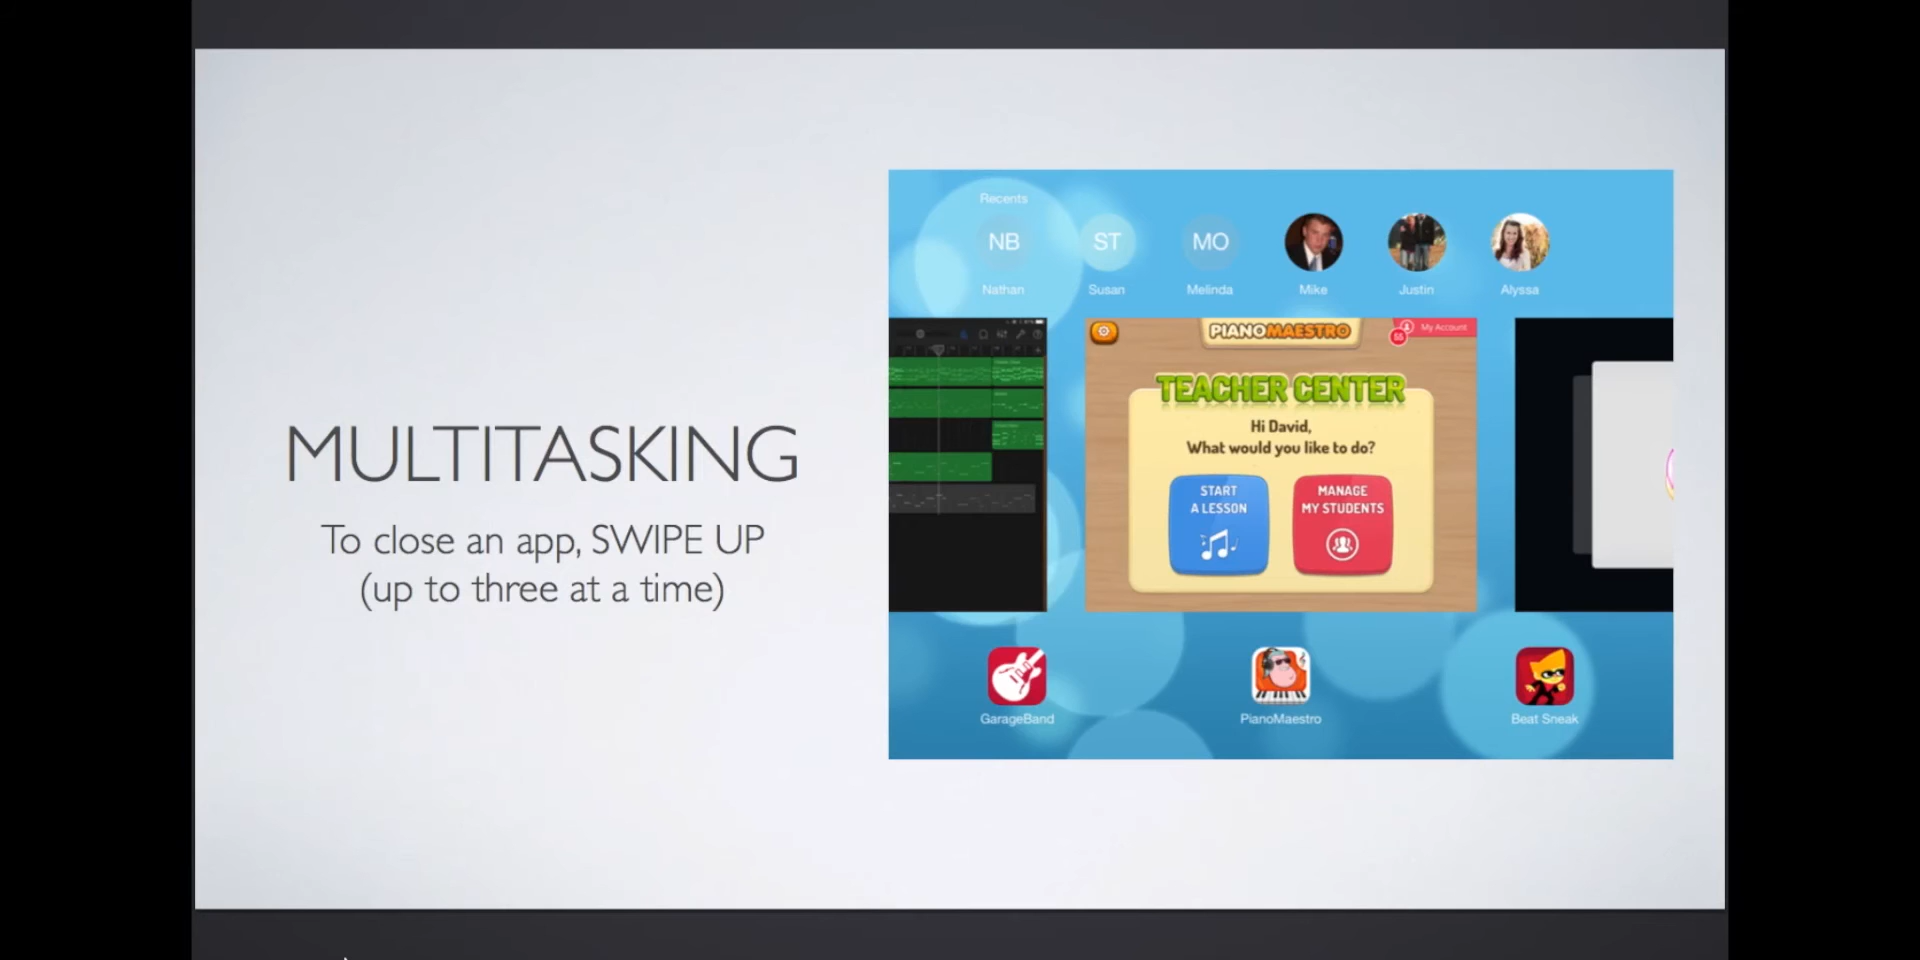 MULTITASKING
To close an app, SWIPE UP
(up to three at a time)
Recents
NB
ST
MO
Nathan
Susan
Melinda
Mike
Justin
Alyssa
PIANOMAESTRO
55
My Account
TEACHER CENTER
Hi David,
What would you like to do?
START
A LESSON
MANAGE
MY STUDENTS
GarageBand
PianoMaestro
Beat Sneak